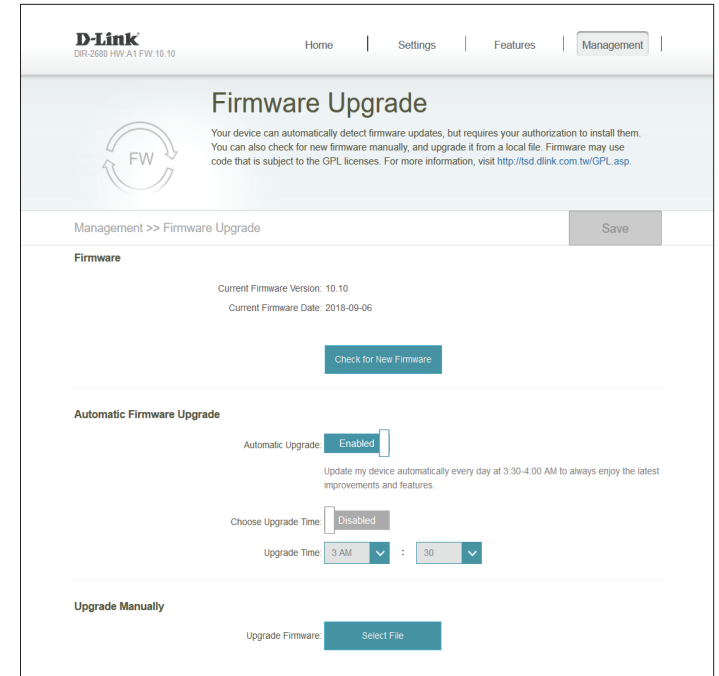 D-Link
DIR-2680 HW:A1 FW:10.10
Home
Settings
Features
Management
Firmware Upgrade
Your device can automatically detect firmware updates, but requires your authorization to install them.
You can also check for new firmware manually, and upgrade it from a local file. Firmware may use
code that is subject to the GPL licenses. For more information, visit http://tsd.dlink.com.tw/GPL.asp.
FW
Management >> Firmware Upgrade
Save
Firmware
Current Firmware Version: 10.10
Current Firmware Date: 2018-09-06
Check for New Firmware
Automatic Firmware Upgrade
Automatic Upgrade: Enabled
Update my device automatically every day at 3:30-4:00 AM to always enjoy the latest
improvements and features.
Choose Upgrade Time: Disabled
Upgrade Time: 3 AM : 30
Upgrade Manually
Upgrade Firmware: Select File